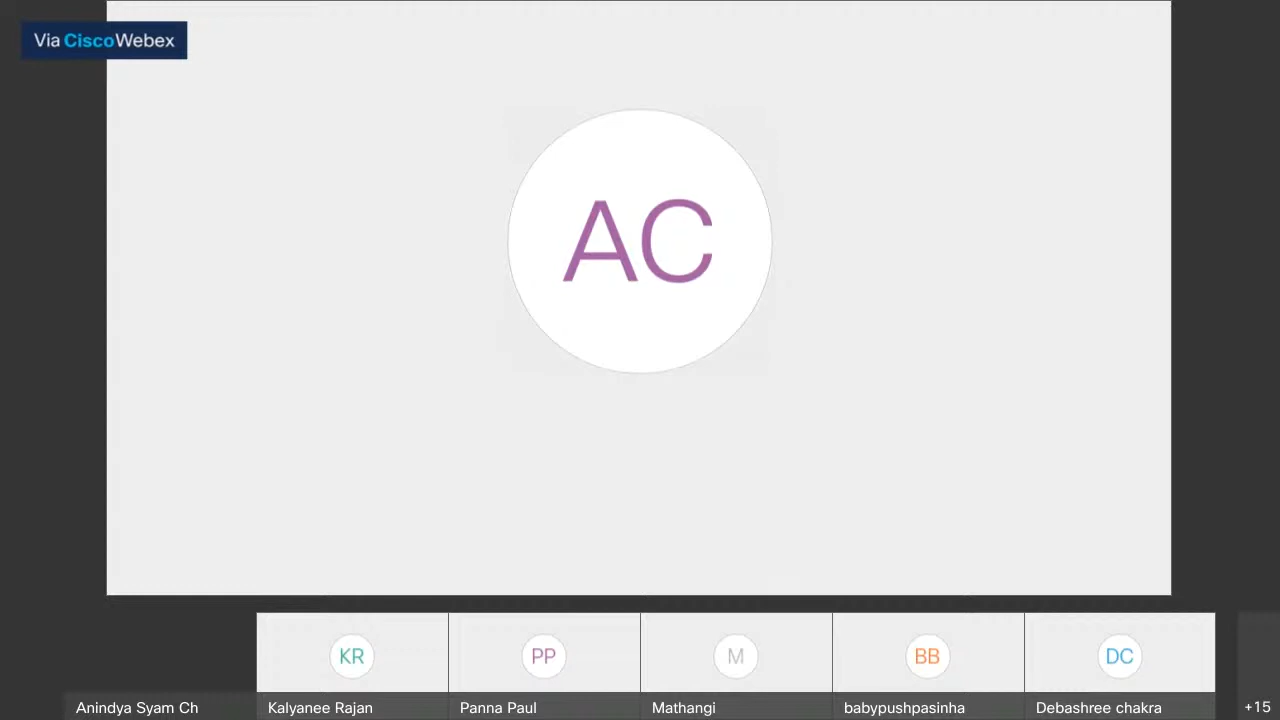 Via CiscoWebex
AC
KR
PP
M
BB
DC
Anindya Syam Ch
Kalyanee Rajan
Panna Paul
Mathangi
babypushpasinha
Debashree chakra
+15